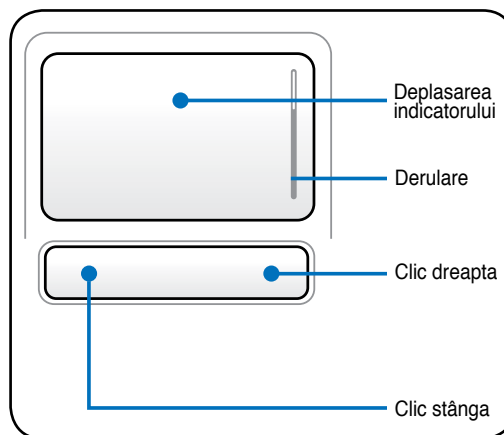 Deplasarea
indicatorului
Derulare
Clic dreapta
Clic stânga